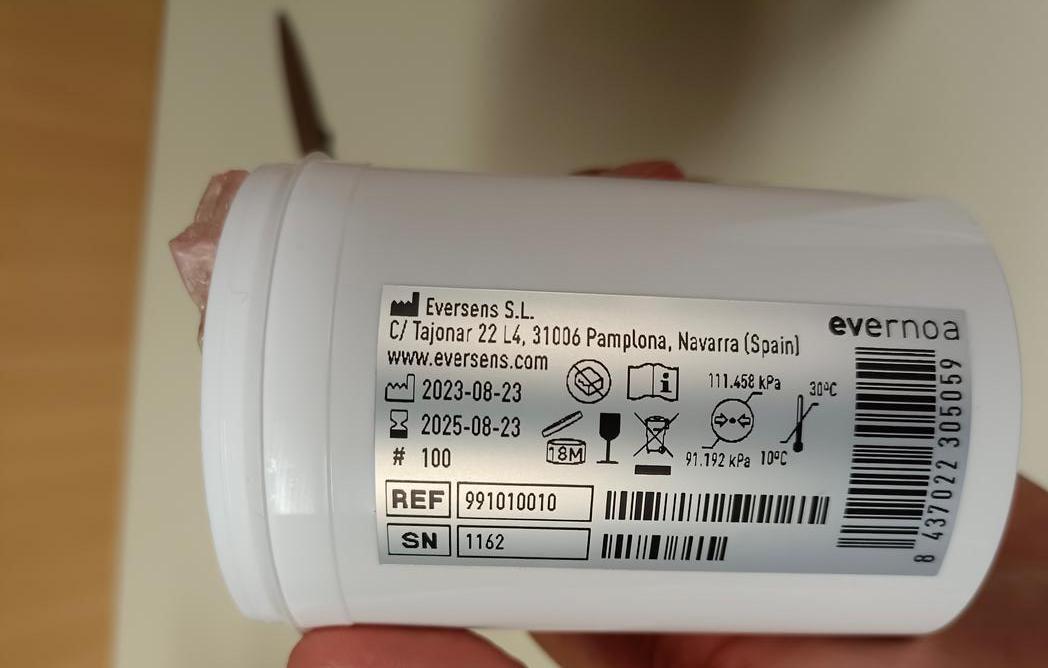 Eversens S.L.
C/ Tajonar 22 L4, 31006 Pamplona, Navarra (Spain)
www.eversens.com
2023-08-23
2025-08-23
# 100
18M
111.458 kPa
30ºC
91.192 kPa
10ºC
REF 991010010
SN 1162
evernoa
8 437022 305059